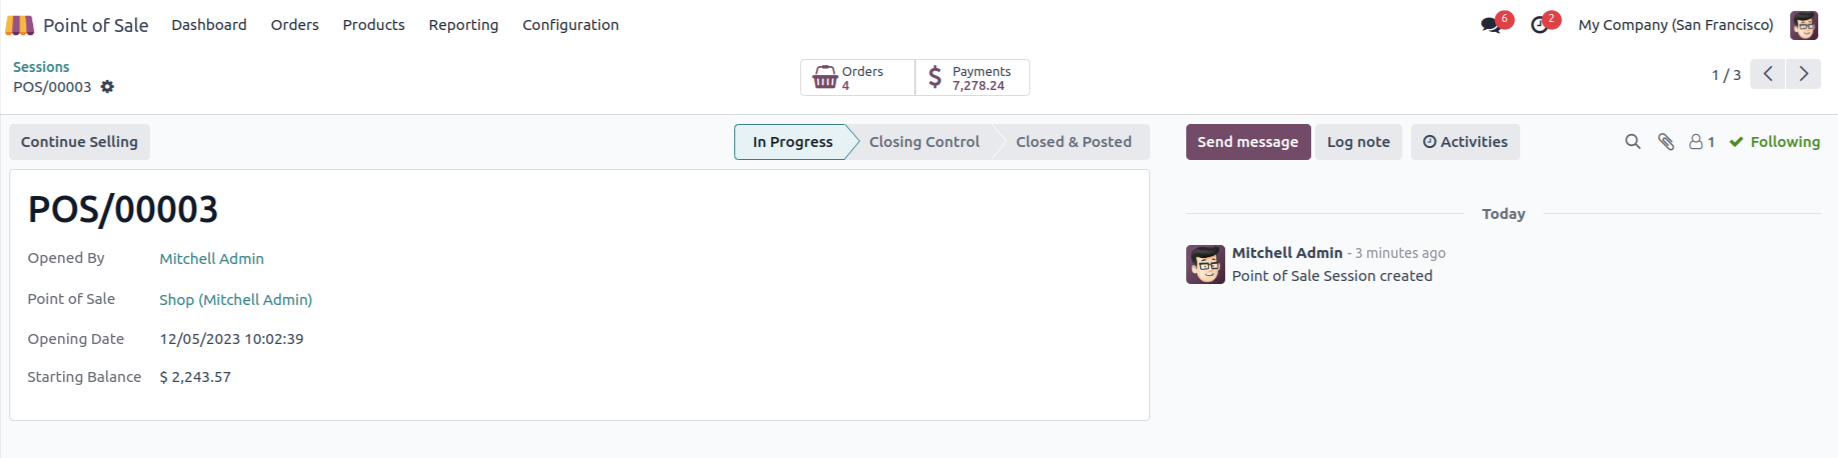 Point of Sale Dashboard Orders Products Reporting Configuration 6 2 My Company (San Francisco)
Sessions
POS/00003
Orders
4
Payments
7,278.24
1 / 3
Continue Selling
In Progress Closing Control Closed & Posted
Send message Log note Activities 1 Following
POS/00003
Opened By Mitchell Admin
Point of Sale Shop (Mitchell Admin)
Opening Date 12/05/2023 10:02:39
Starting Balance $ 2,243.57
Today
Mitchell Admin - 3 minutes ago
Point of Sale Session created